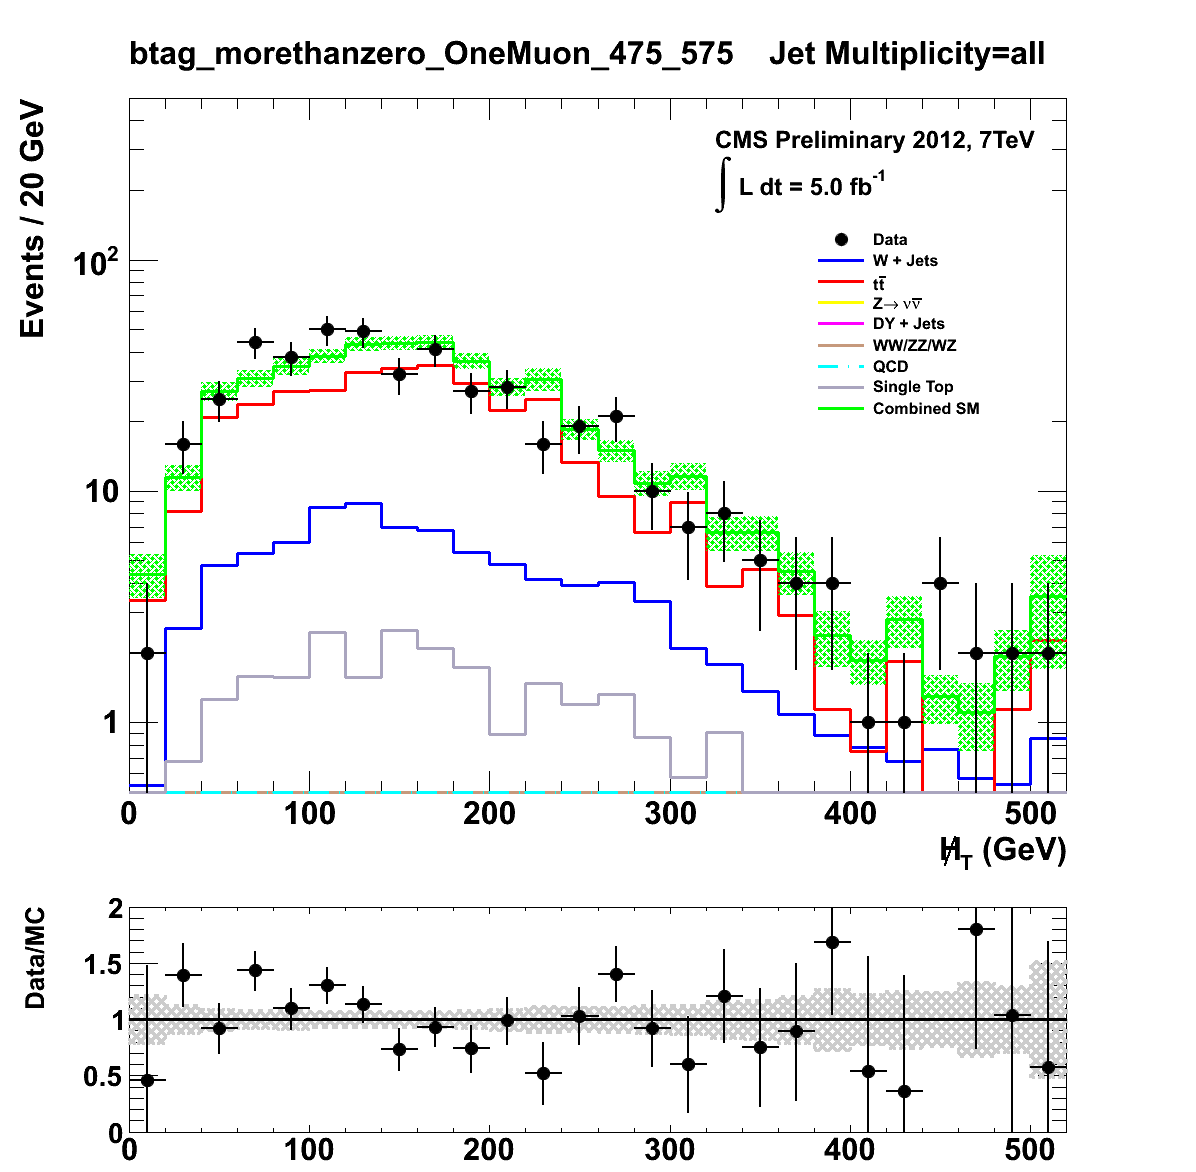 btag_morethanzero_OneMuon_475_575 Jet Multiplicity=all
Events / 20 GeV
CMS Preliminary 2012, 7TeV
∫ L dt = 5.0 fb⁻¹
Data
W + Jets
tt̅
Z→ νν̅
DY + Jets
WW/ZZ/WZ
QCD
Single Top
Combined SM
10²
10
1
0 100 200 300 400 500
H̸_T (GeV)
Data/MC
2
1.5
1
0.5
0
0 100 200 300 400 500